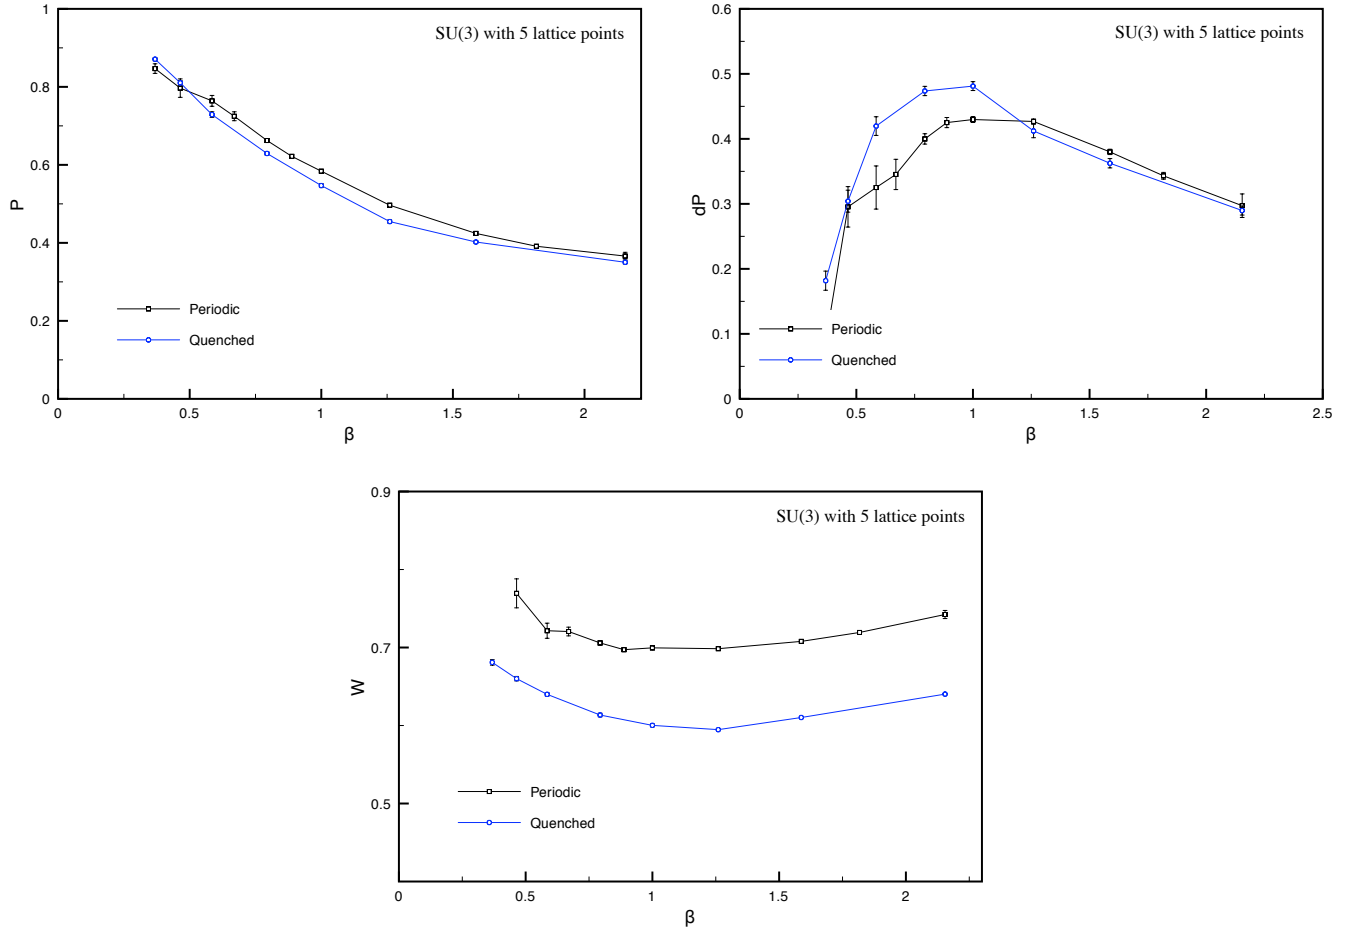 SU(3) with 5 lattice points
P
1
0.8
0.6
0.4
0.2
0
Periodic
Quenched
0 0.5 1 1.5 2
β
SU(3) with 5 lattice points
dP
0.6
0.5
0.4
0.3
0.2
0.1
0
Periodic
Quenched
0 0.5 1 1.5 2 2.5
β
SU(3) with 5 lattice points
W
0.9
0.7
0.5
Periodic
Quenched
0 0.5 1 1.5 2
β